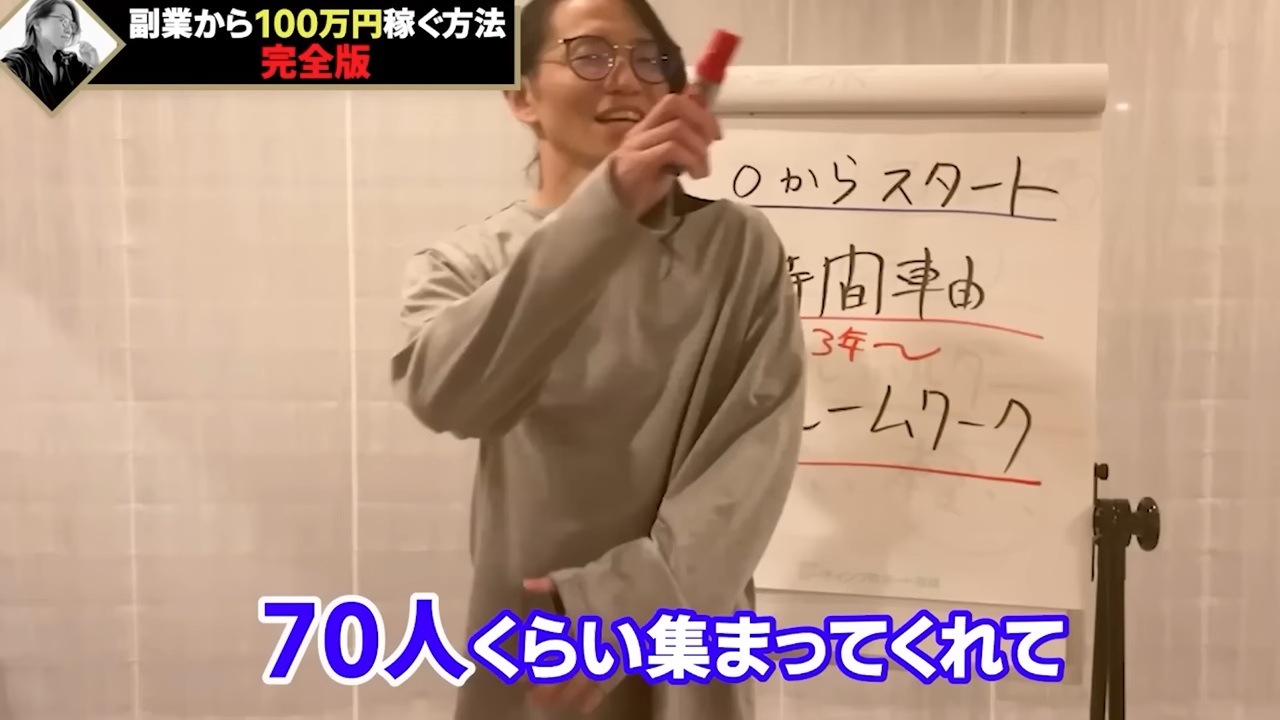 副業から100万円稼ぐ方法
完全版
0からスタート
時間車由
3年〜
ームワーク
70人くらい集まってくれて